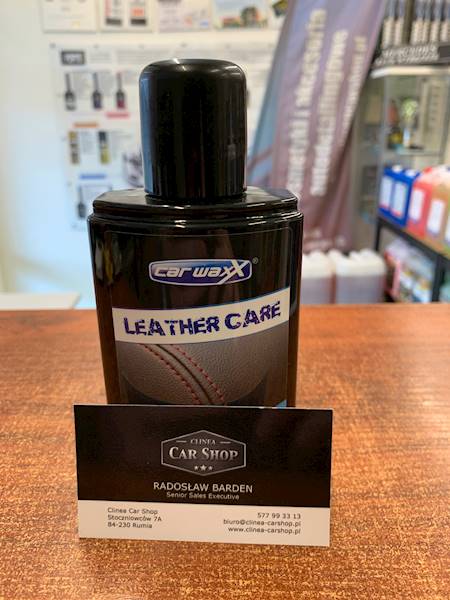 car waxx®
LEATHER CARE
CLINEA
CAR SHOP
RADOSŁAW BARDEN
Senior Sales Executive
Clinea Car Shop
Stoczniowców 7A
84-230 Rumia
577 99 33 13
biuro@clinea-carshop.pl
www.clinea-carshop.pl